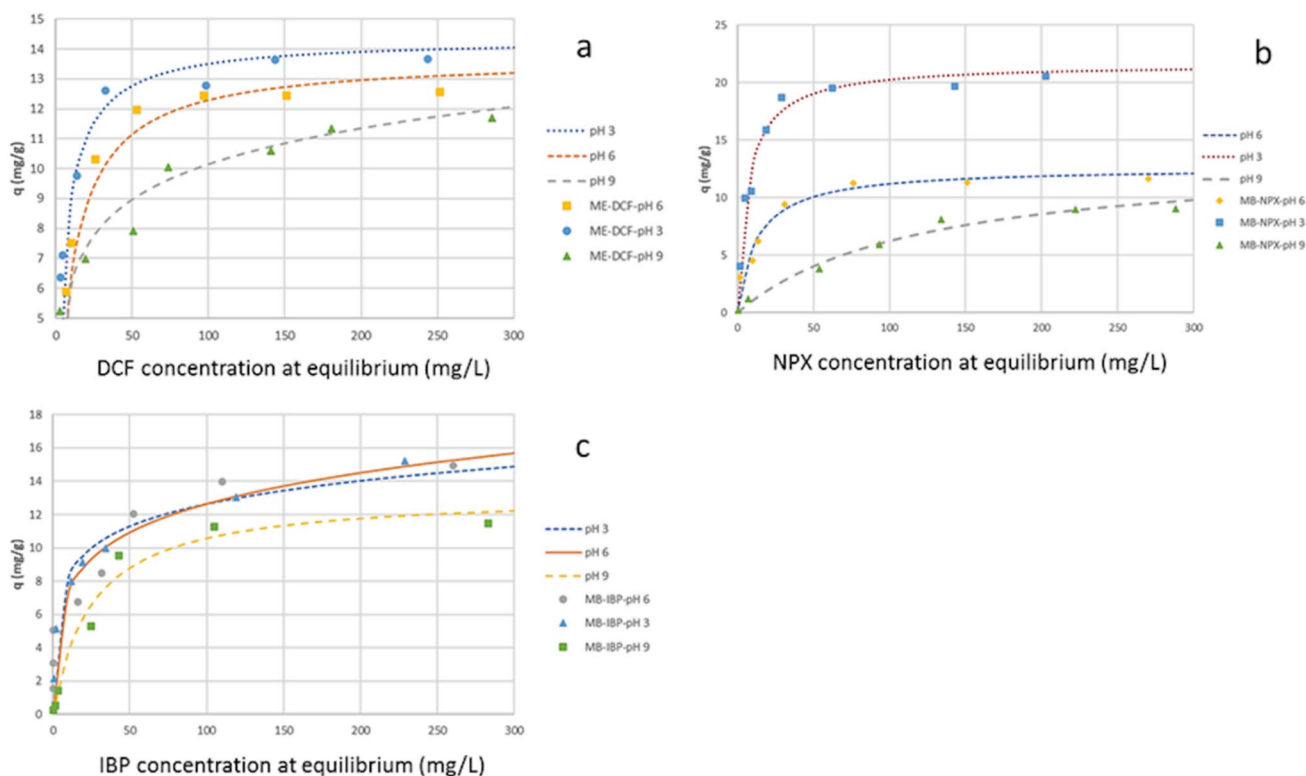 a
15
14
13
12
11
10
9
8
7
6
5
q (mg/g)
0 50 100 150 200 250 300
DCF concentration at equilibrium (mg/L)
pH 3
pH 6
pH 9
ME-DCF-pH 6
ME-DCF-pH 3
ME-DCF-pH 9
b
25
20
15
10
5
0
q (mg/g)
0 50 100 150 200 250 300
NPX concentration at equilibrium (mg/L)
pH 6
pH 3
pH 9
MB-NPX-pH 6
MB-NPX-pH 3
MB-NPX-pH 9
c
18
16
14
12
10
8
6
4
2
0
q (mg/g)
0 50 100 150 200 250 300
IBP concentration at equilibrium (mg/L)
pH 3
pH 6
pH 9
MB-IBP-pH 6
MB-IBP-pH 3
MB-IBP-pH 9